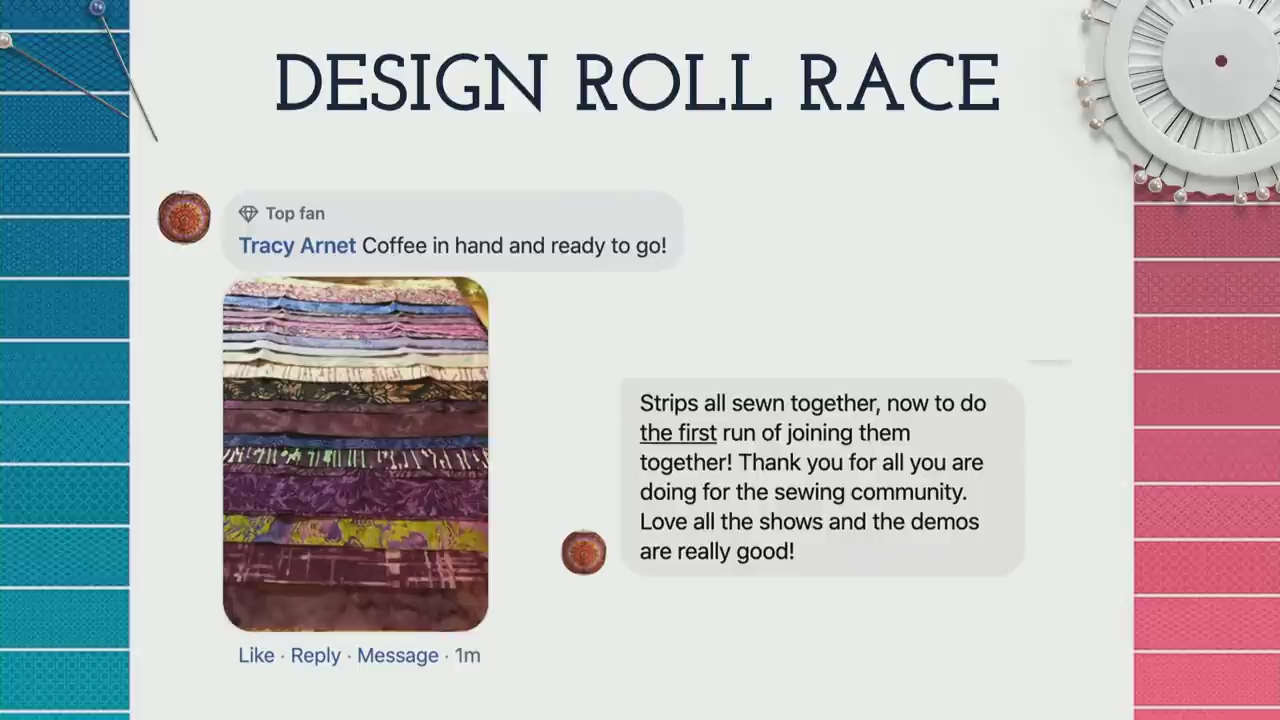 DESIGN ROLL RACE
Top fan
Tracy Arnet Coffee in hand and ready to go!
Strips all sewn together, now to do
the first run of joining them
together! Thank you for all you are
doing for the sewing community.
Love all the shows and the demos
are really good!
Like · Reply · Message · 1m